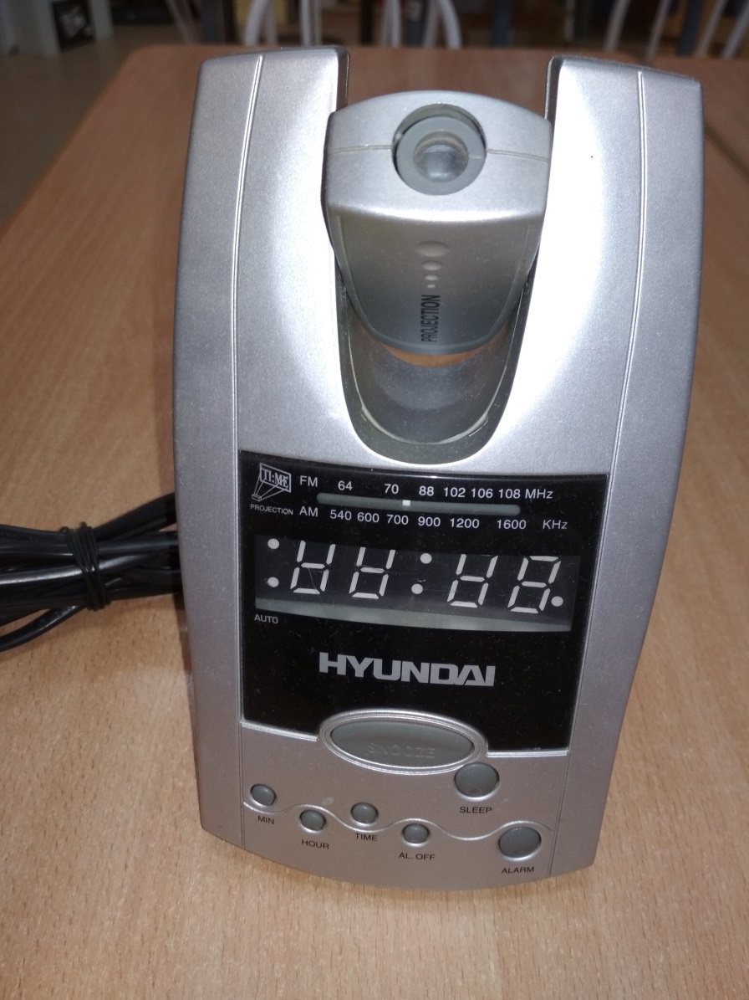 PROJECTION
TI:ME
PROJECTION
FM 64 70 88 102 106 108 MHz
AM 540 600 700 900 1200 1600 KHz
AUTO
HYUNDAI
SNOOZE
SLEEP
MIN
HOUR
TIME
AL. OFF
ALARM